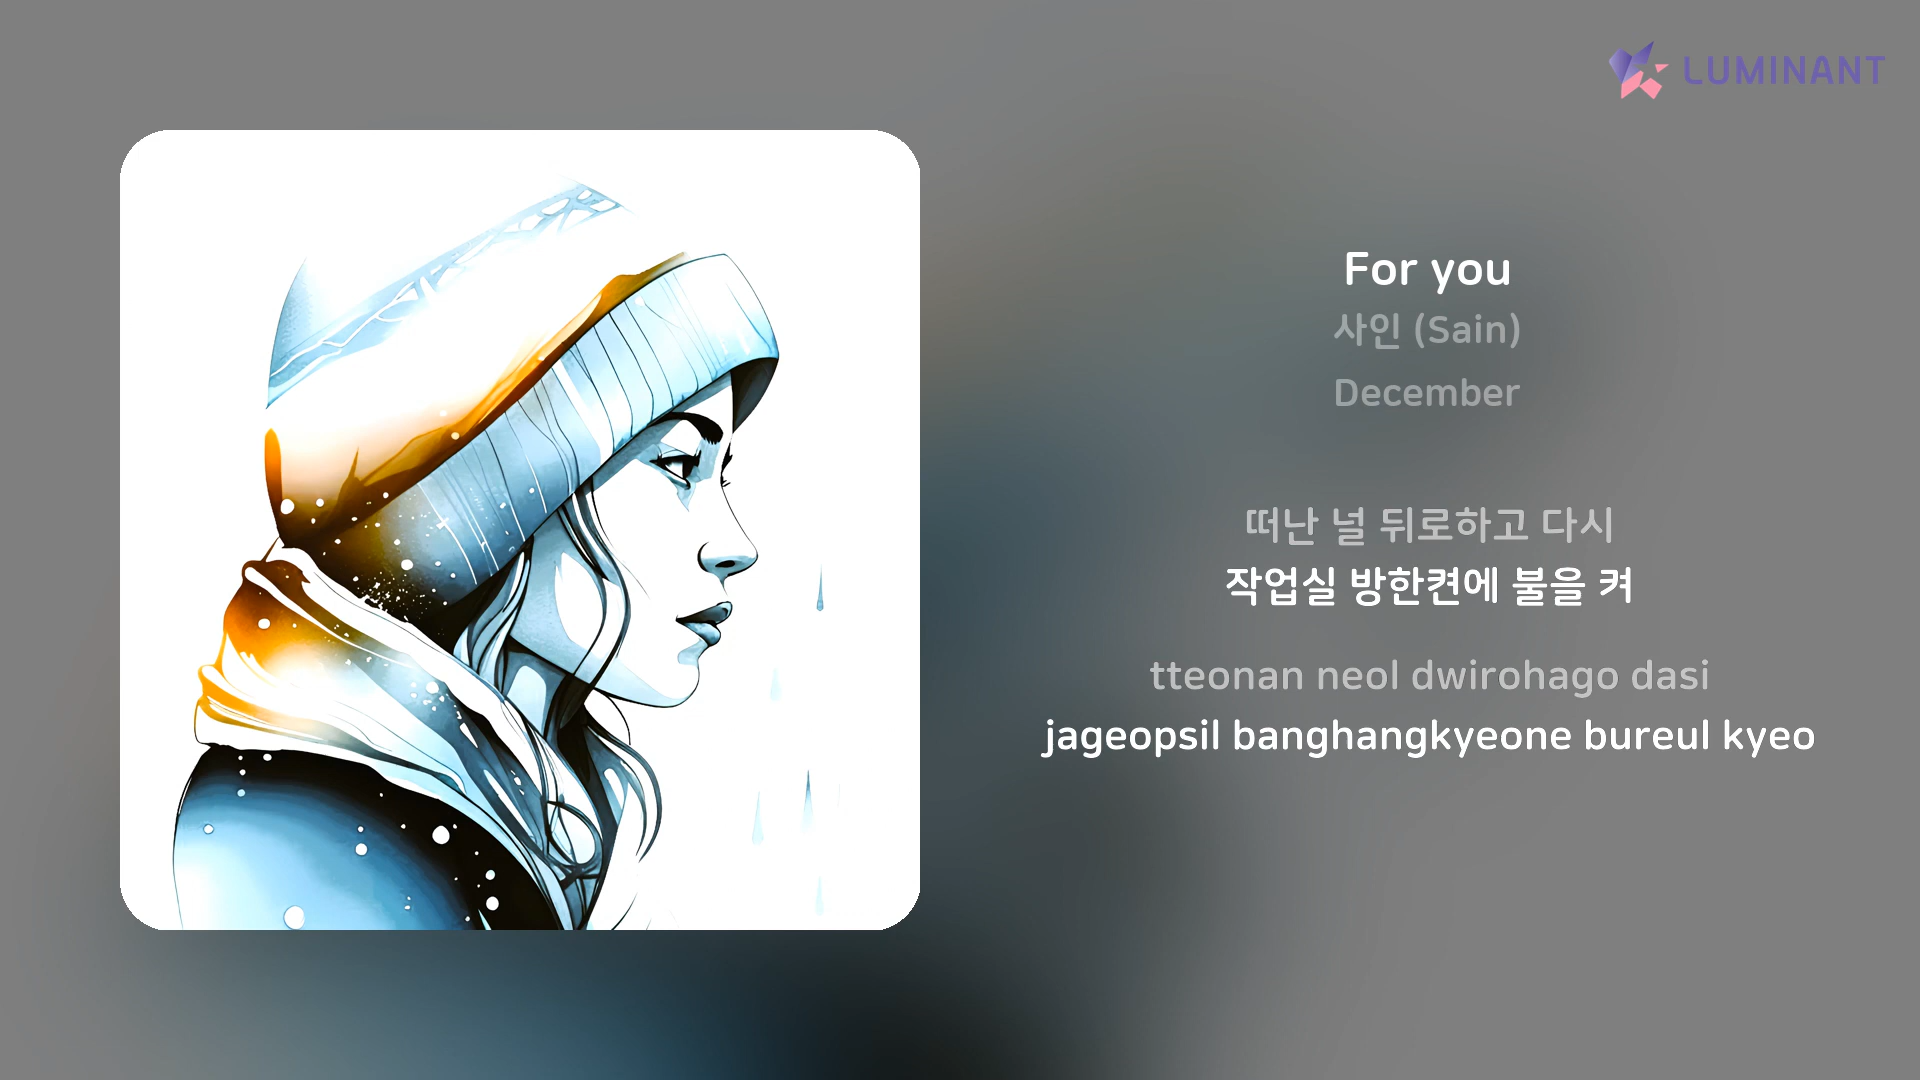 LUMINANT
For you
사인 (Sain)
December
떠난 널 뒤로하고 다시
작업실 방한켠에 불을 켜
tteonan neol dwirohago dasi
jageopsil banghangkyeone bureul kyeo